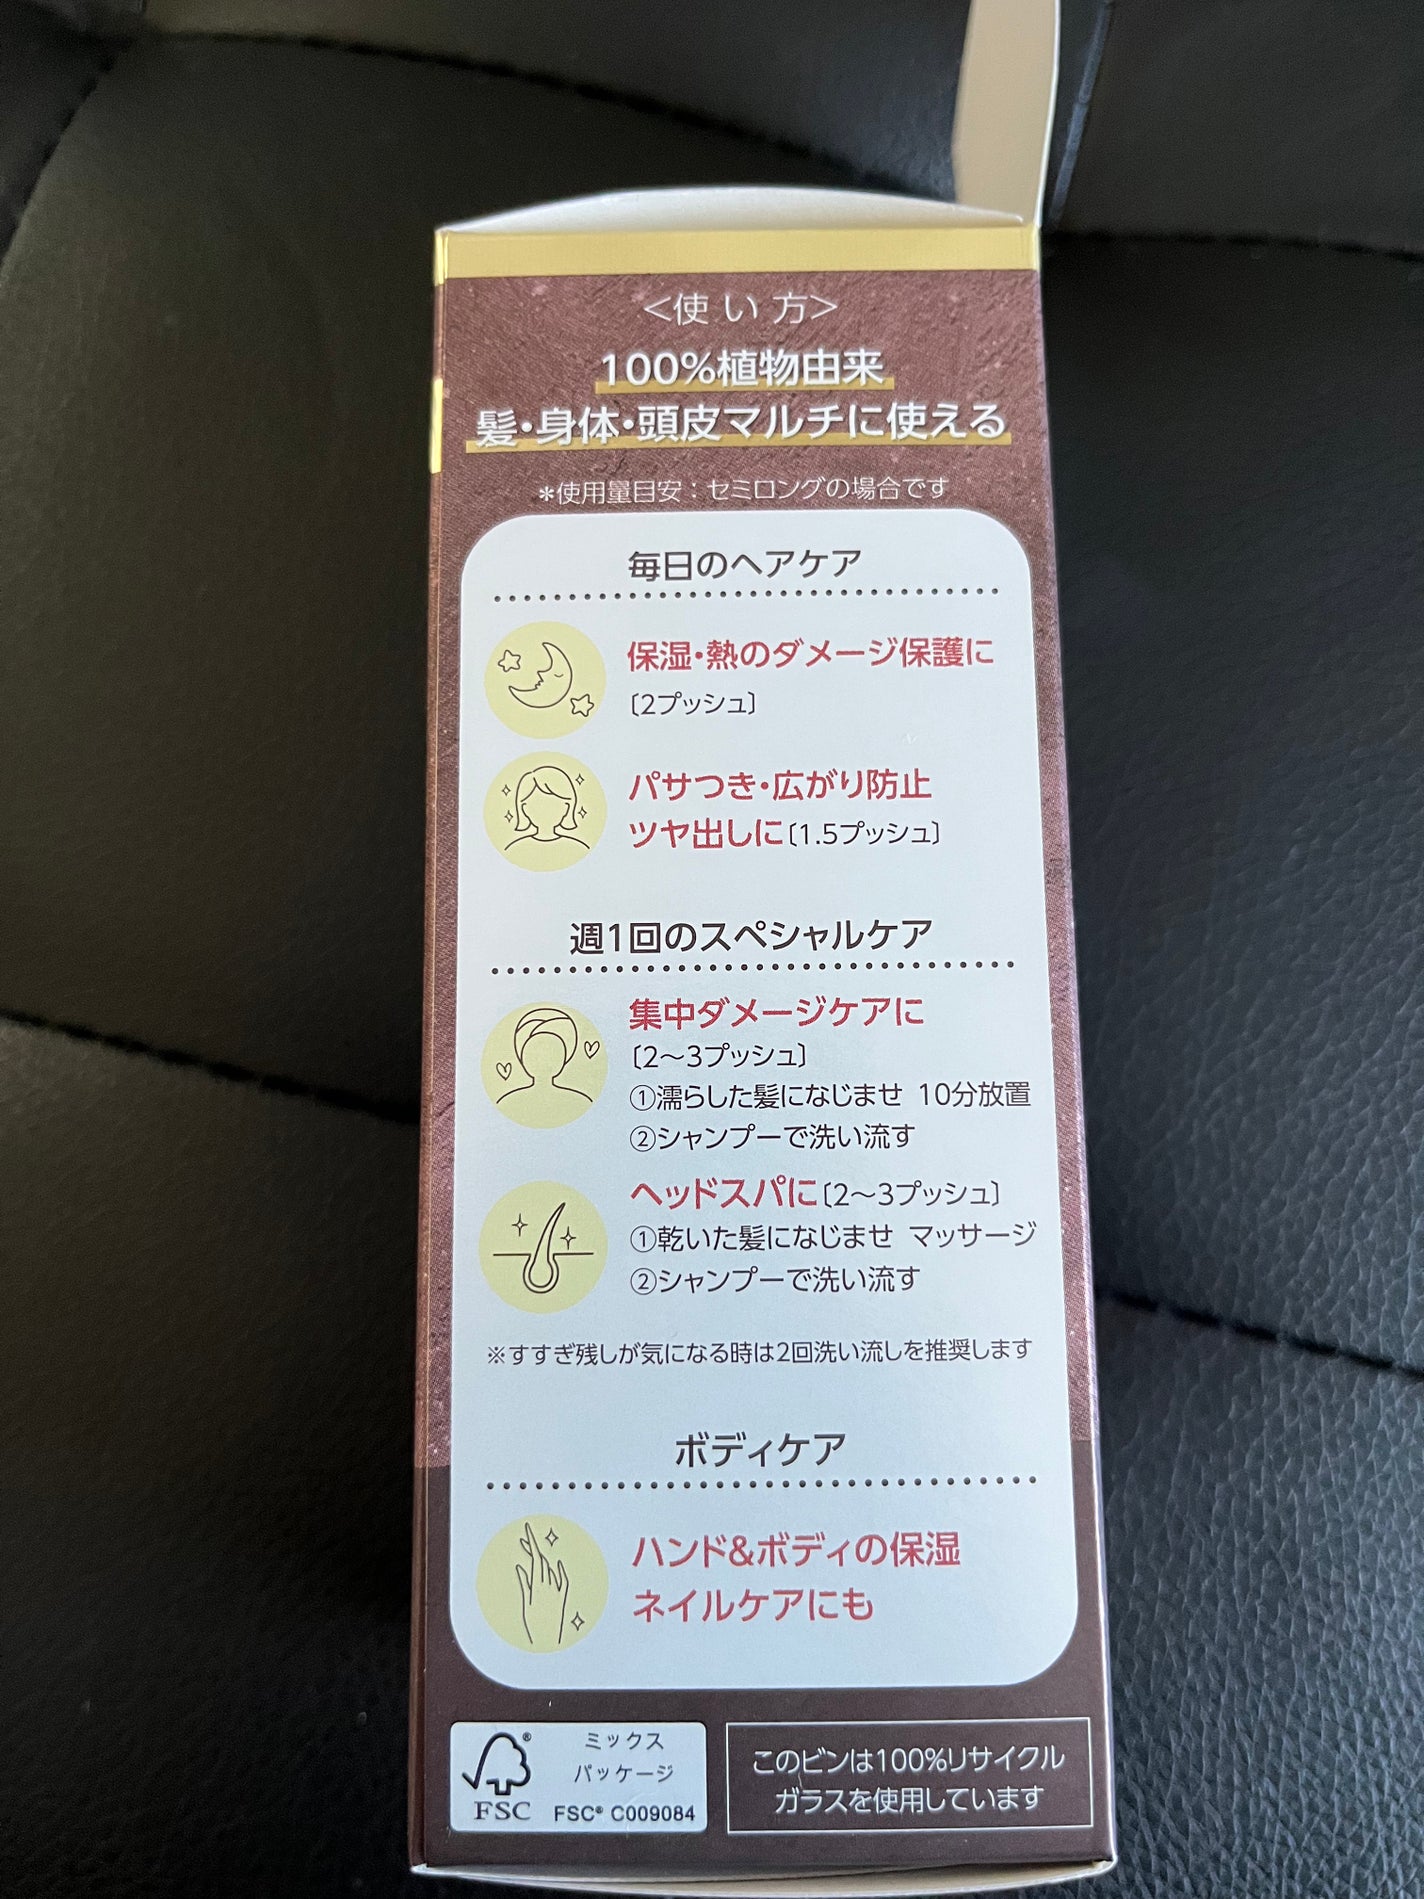 <使い方>
100%植物由来
髪・身体・頭皮マルチに使える
*使用量目安：セミロングの場合です
毎日のヘアケア
保湿・熱のダメージ保護に
〔2プッシュ〕
パサつき・広がり防止
ツヤ出しに〔1.5プッシュ〕
週1回のスペシャルケア
集中ダメージケアに
〔2〜3プッシュ〕
①濡らした髪になじませ 10分放置
②シャンプーで洗い流す
ヘッドスパに〔2〜3プッシュ〕
①乾いた髪になじませ マッサージ
②シャンプーで洗い流す
※すすぎ残しが気になる時は2回洗い流しを推奨します
ボディケア
ハンド&ボディの保湿
ネイルケアにも
ミックス
パッケージ
FSC
FSC® C009084
このビンは100%リサイクル
ガラスを使用しています